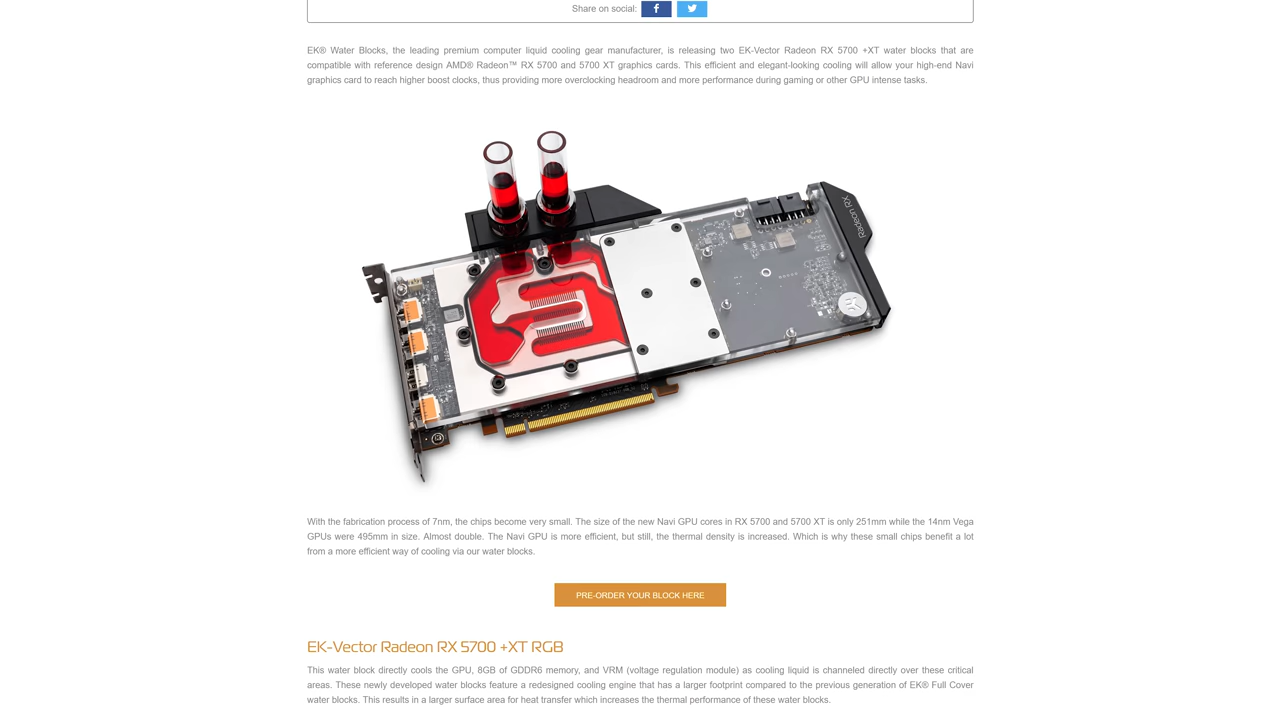 Share on social:
EK® Water Blocks, the leading premium computer liquid cooling gear manufacturer, is releasing two EK-Vector Radeon RX 5700 +XT water blocks that are
compatible with reference design AMD® Radeon™ RX 5700 and 5700 XT graphics cards. This efficient and elegant-looking cooling will allow your high-end Navi
graphics card to reach higher boost clocks, thus providing more overclocking headroom and more performance during gaming or other GPU intense tasks.
Radeon RX
EK
With the fabrication process of 7nm, the chips become very small. The size of the new Navi GPU cores in RX 5700 and 5700 XT is only 251mm while the 14nm Vega
GPUs were 495mm in size. Almost double. The Navi GPU is more efficient, but still, the thermal density is increased. Which is why these small chips benefit a lot
from a more efficient way of cooling via our water blocks.
PRE-ORDER YOUR BLOCK HERE
EK-Vector Radeon RX 5700 +XT RGB
This water block directly cools the GPU, 8GB of GDDR6 memory, and VRM (voltage regulation module) as cooling liquid is channeled directly over these critical
areas. These newly developed water blocks feature a redesigned cooling engine that has a larger footprint compared to the previous generation of EK® Full Cover
water blocks. This results in a larger surface area for heat transfer which increases the thermal performance of these water blocks.